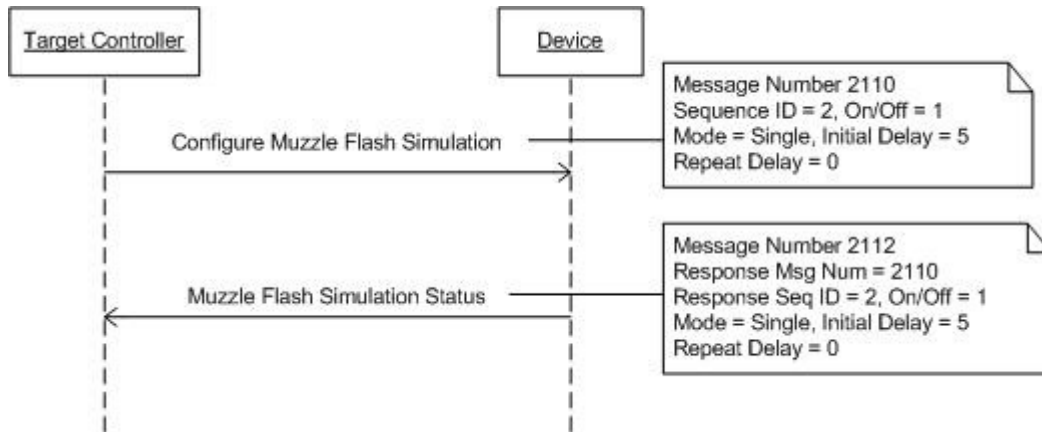 Target Controller
Device
Message Number 2110
Sequence ID = 2, On/Off = 1
Mode = Single, Initial Delay = 5
Repeat Delay = 0
Configure Muzzle Flash Simulation
Message Number 2112
Response Msg Num = 2110
Response Seq ID = 2, On/Off = 1
Mode = Single, Initial Delay = 5
Repeat Delay = 0
Muzzle Flash Simulation Status